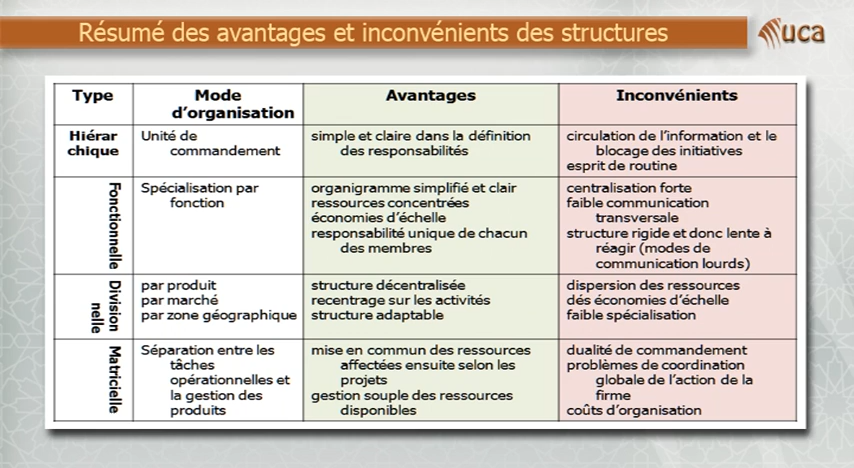 Résumé des avantages et inconvénients des structures
uca
Type
Mode
d’organisation
Avantages
Inconvénients
Hiérar
chique
Unité de
commandement
simple et claire dans la définition
des responsabilités
circulation de l’information et le
blocage des initiatives
esprit de routine
Fonctionnelle
Spécialisation par
fonction
organigramme simplifié et clair
ressources concentrées
économies d’échelle
responsabilité unique de chacun
des membres
centralisation forte
faible communication
transversale
structure rigide et donc lente à
réagir (modes de
communication lourds)
Division
nelle
par produit
par marché
par zone géographique
structure décentralisée
recentrage sur les activités
structure adaptable
dispersion des ressources
dés économies d’échelle
faible spécialisation
Matricielle
Séparation entre les
tâches
opérationnelles et
la gestion des
produits
mise en commun des ressources
affectées ensuite selon les
projets
gestion souple des ressources
disponibles
dualité de commandement
problèmes de coordination
globale de l’action de la
firme
coûts d’organisation